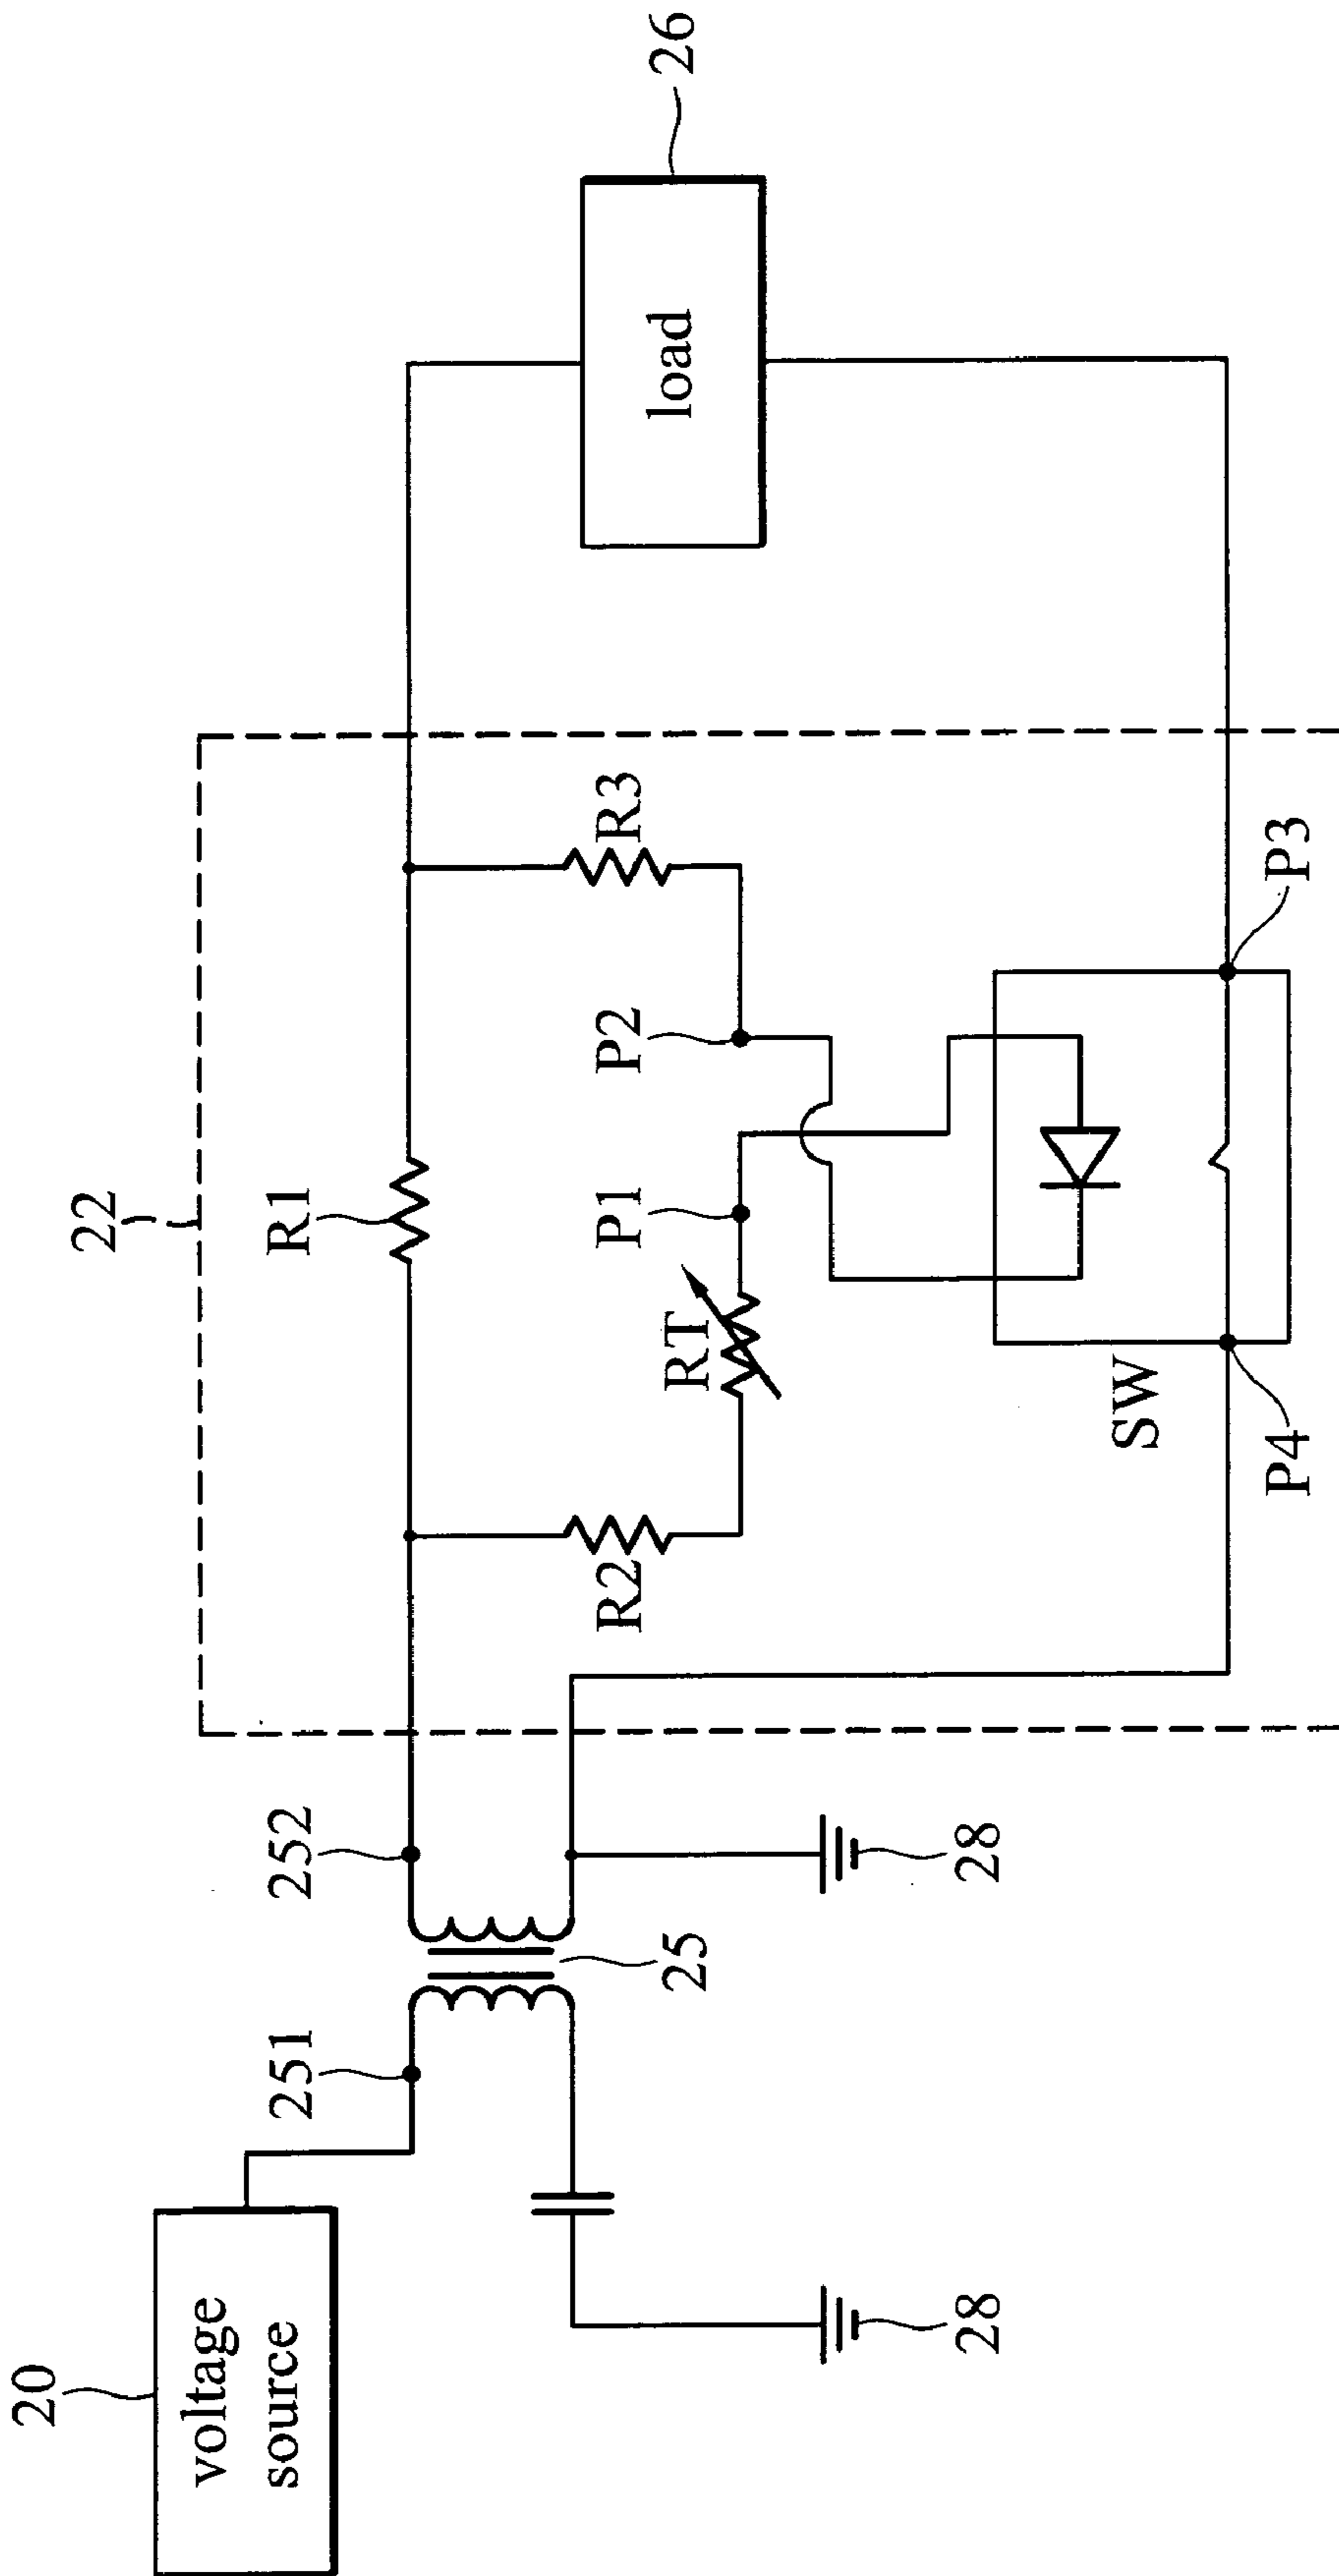 20
voltage
source
251
252
25
28
28
22
R1
R2
RT
R3
P1
P2
SW
P4
P3
load
26